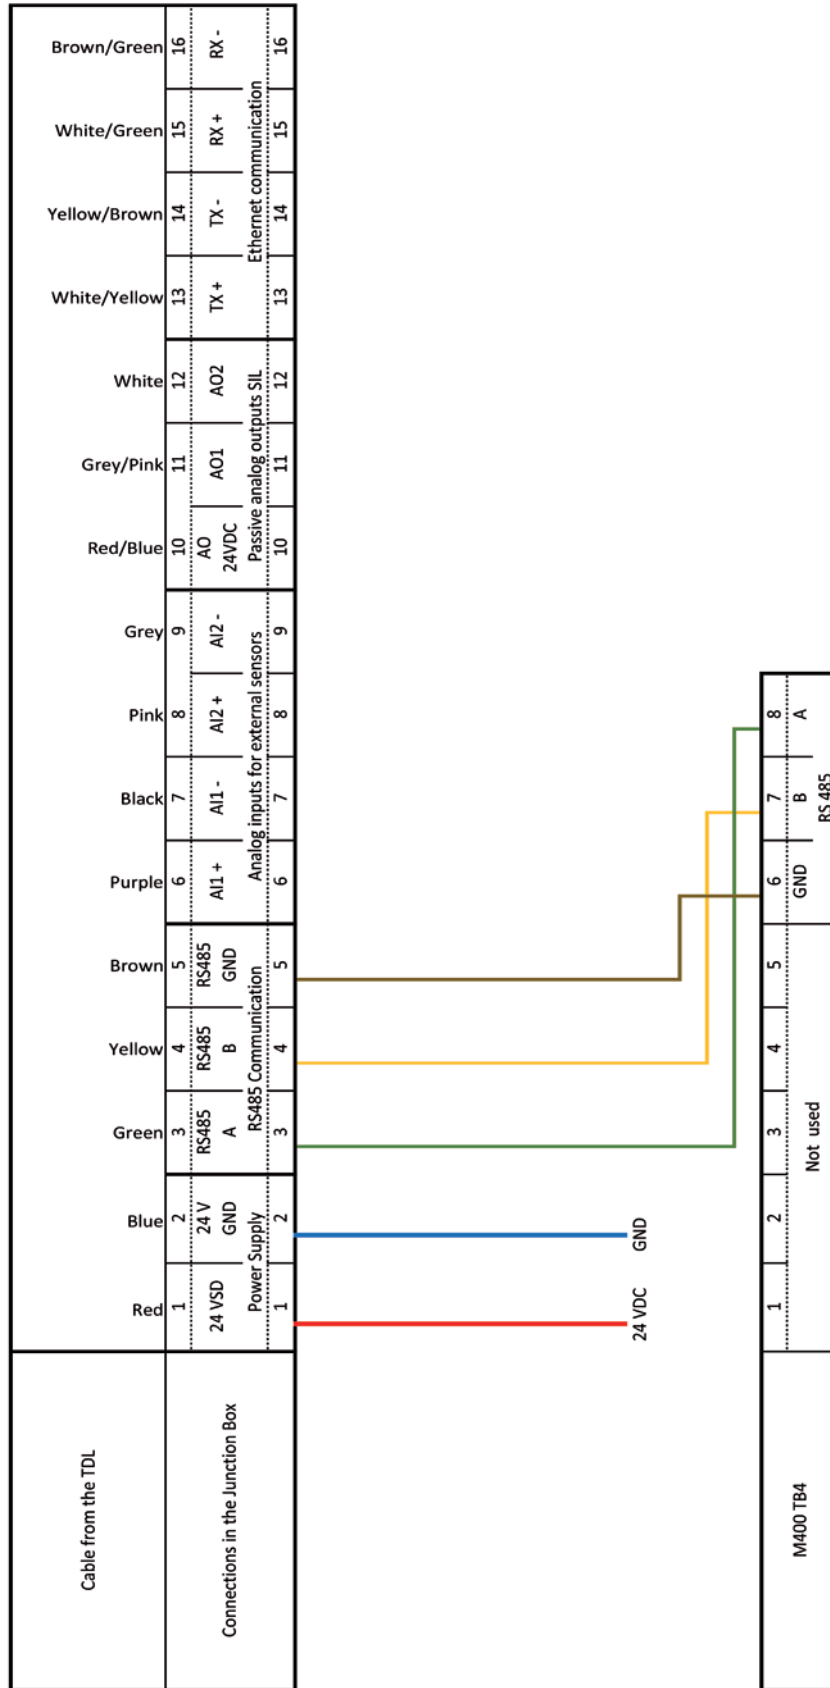 Cable from the TDL
Red
Blue
Green
Yellow
Brown
Purple
Black
Pink
Grey
Red/Blue
Grey/Pink
White
White/Yellow
Yellow/Brown
White/Green
Brown/Green
Connections in the Junction Box
1 2 3 4 5 6 7 8 9 10 11 12 13 14 15 16
24 VSD
24 V
GND
RS485
A
RS485
B
RS485
GND
AI1 +
AI1 -
AI2 +
AI2 -
AO
24VDC
AO1
AO2
TX +
TX -
RX +
RX -
Power Supply
RS485 Communication
Analog inputs for external sensors
Passive analog outputs SIL
Ethernet communication
1 2 3 4 5 6 7 8 9 10 11 12 13 14 15 16
24 VDC
GND
M400 TB4
1 2 3 4 5 6 7 8
Not used
GND
B
A
RS 485